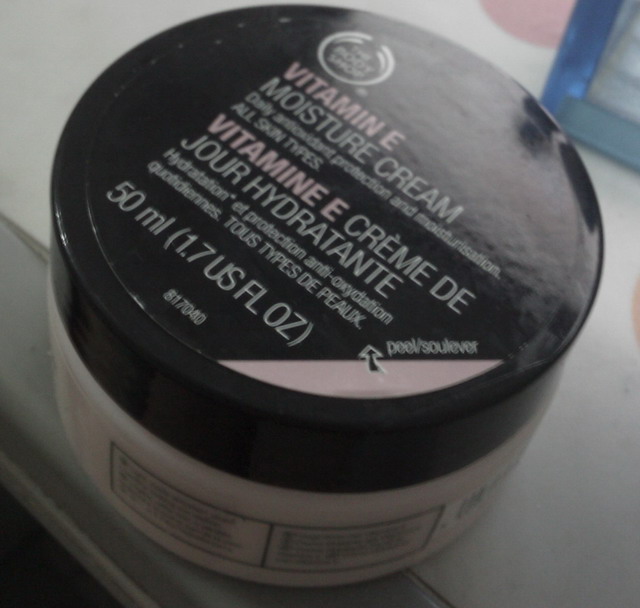 THE
BODY
SHOP
®
VITAMIN E
MOISTURE CREAM
Daily antioxidant protection and moisturisation.
ALL SKIN TYPES.
VITAMINE E CRÈME DE
JOUR HYDRATANTE
Hydratation* et protection anti-oxydation
quotidiennes. TOUS TYPES DE PEAUX.
50 ml (1.7 US FL OZ)
817040
peel/soulever